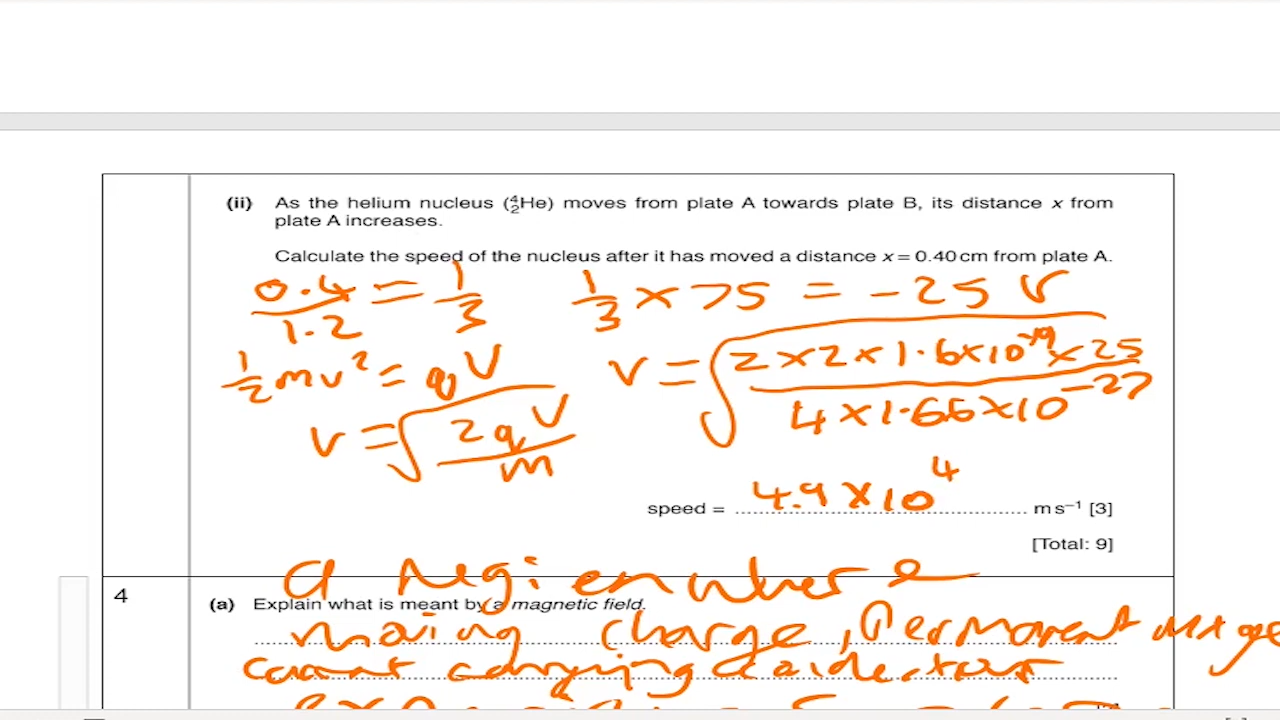 (ii) As the helium nucleus (⁴₂He) moves from plate A towards plate B, its distance x from
plate A increases.
Calculate the speed of the nucleus after it has moved a distance x = 0.40 cm from plate A.
0.4/1.2 = 1/3 1/3 × 75 = -25 V
1/2 mv² = qV v = √(2×2×1.6×10⁻¹⁹×25 / 4×1.66×10⁻²⁷)
v = √(2qV/m)
speed = 4.9 × 10⁴ m s⁻¹ [3]
[Total: 9]
a region where
4 (a) Explain what is meant by a magnetic field.
moving charge, Permanent
carrying